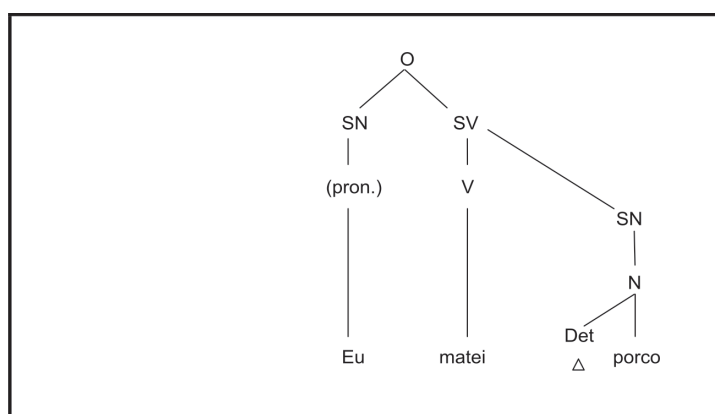 O
SN SV
(pron.) V
SN
N
Det
Eu matei △ porco